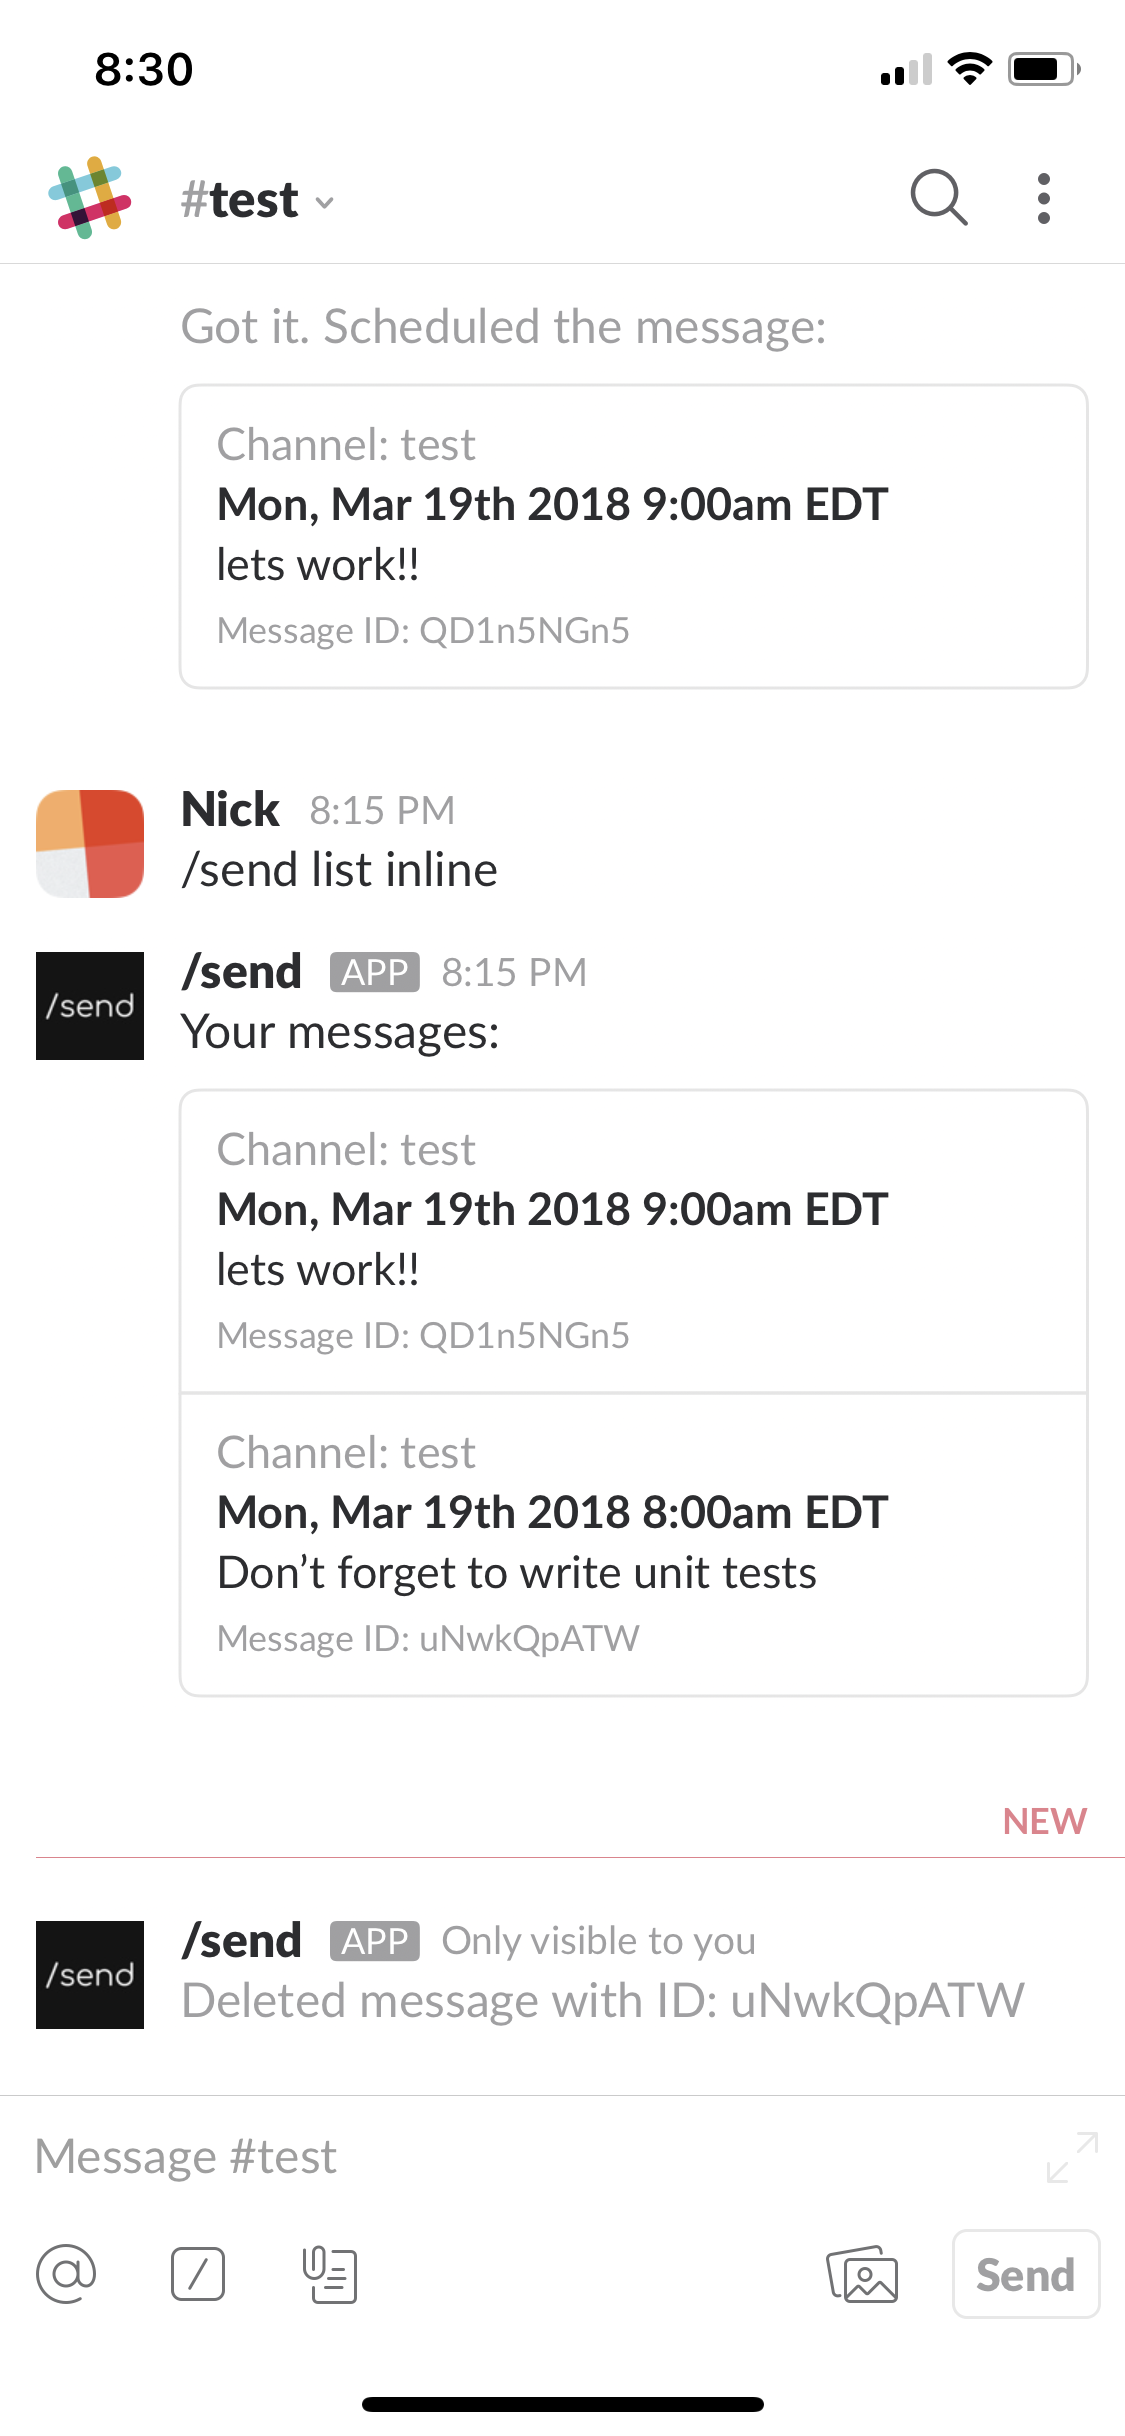 8:30
#test
Got it. Scheduled the message:
Channel: test
Mon, Mar 19th 2018 9:00am EDT
lets work!!
Message ID: QD1n5NGn5
Nick 8:15 PM
/send list inline
/send
/send APP 8:15 PM
Your messages:
Channel: test
Mon, Mar 19th 2018 9:00am EDT
lets work!!
Message ID: QD1n5NGn5
Channel: test
Mon, Mar 19th 2018 8:00am EDT
Don’t forget to write unit tests
Message ID: uNwkQpATW
NEW
/send
/send APP Only visible to you
Deleted message with ID: uNwkQpATW
Message #test
Send